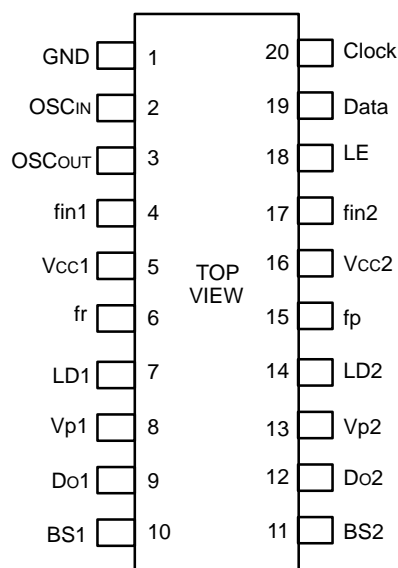 GND 1 20 Clock
OSCIN 2 19 Data
OSCOUT 3 18 LE
fin1 4 17 fin2
VCC1 5 16 VCC2
TOP
VIEW
fr 6 15 fp
LD1 7 14 LD2
Vp1 8 13 Vp2
DO1 9 12 DO2
BS1 10 11 BS2